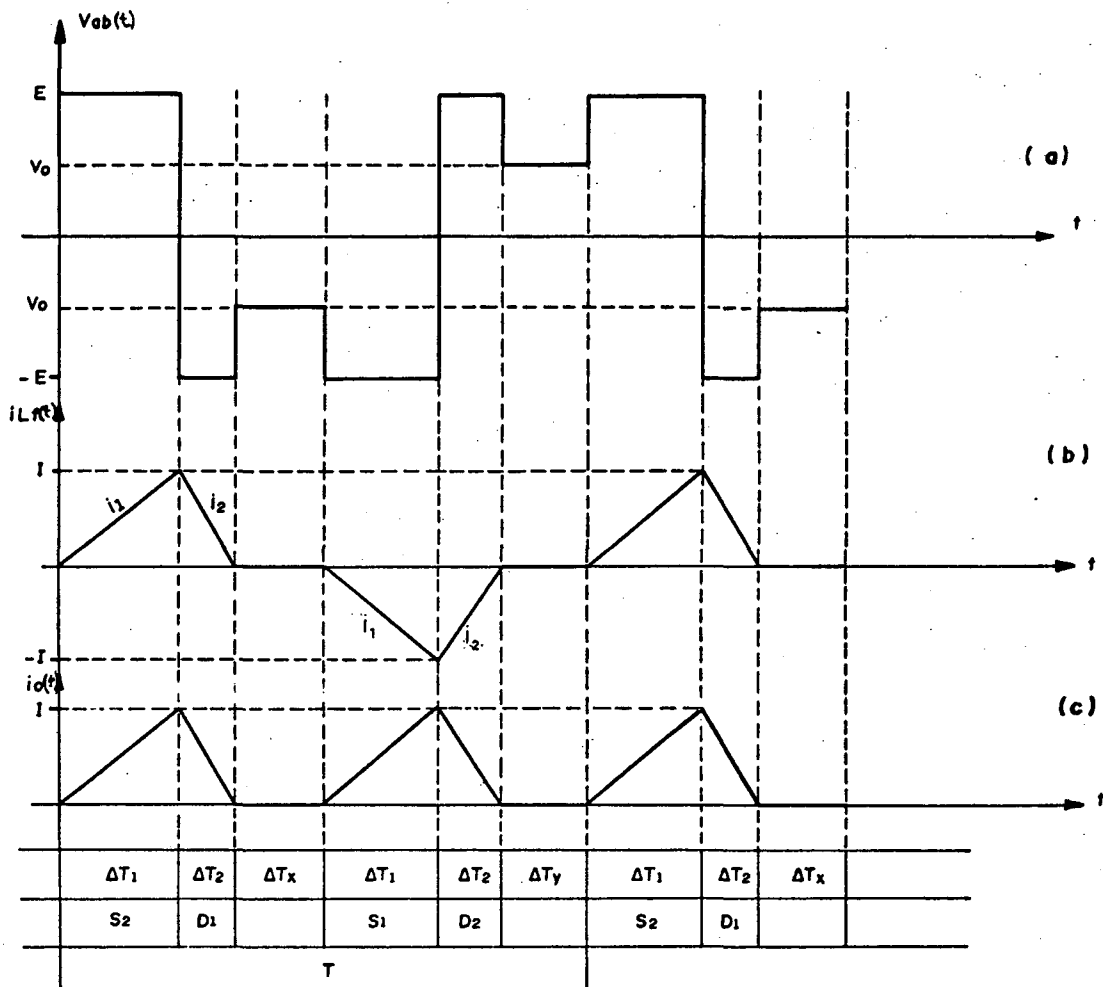 Vab(t)
E
Vo
(a)
t
Vo
-E
iLf(t)
I
(b)
i1
i2
t
i1
i2
-I
io(t)
I
(c)
t
ΔT1 ΔT2 ΔTx ΔT1 ΔT2 ΔTy ΔT1 ΔT2 ΔTx
S2 D1 S1 D2 S2 D1
T